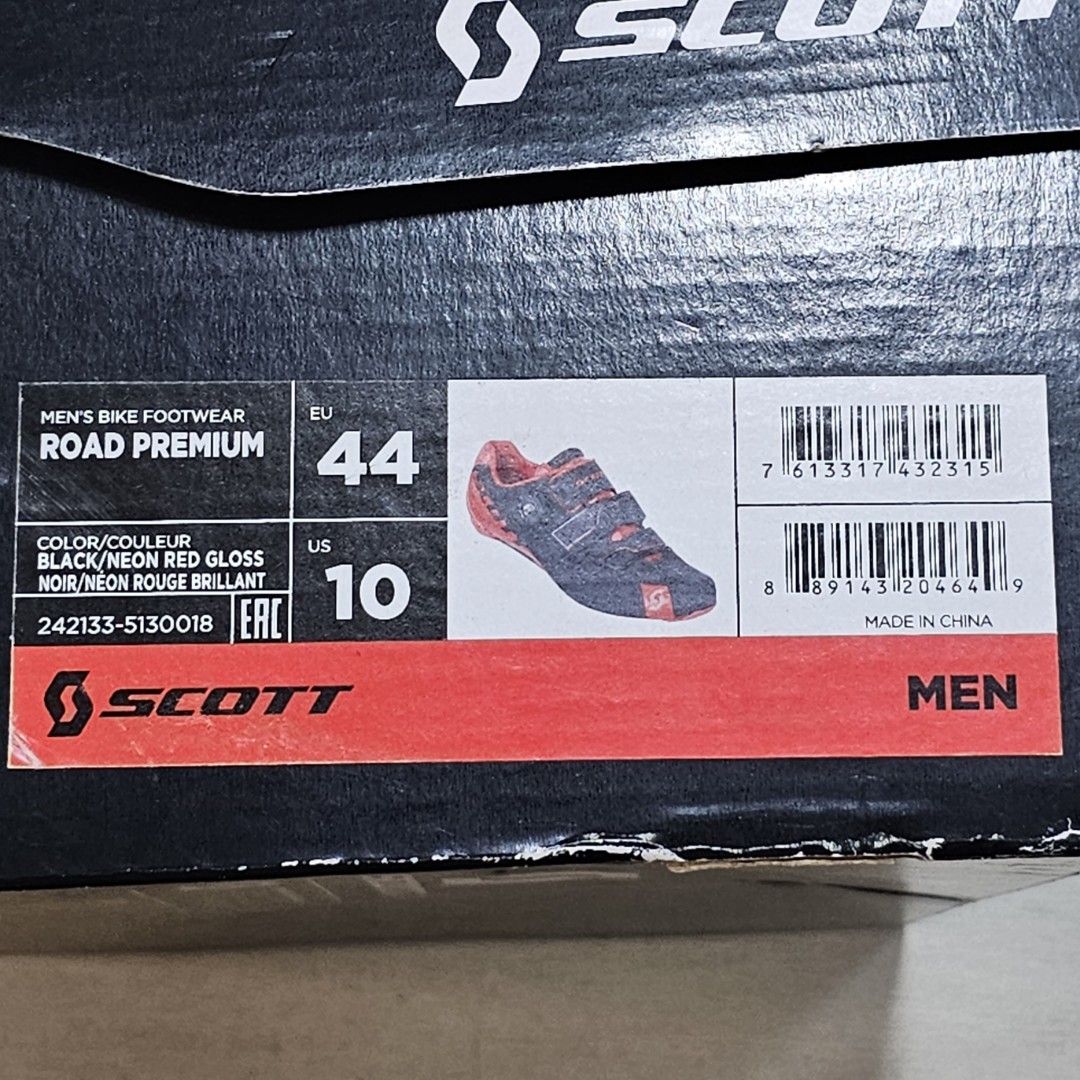 SCOTT
MEN'S BIKE FOOTWEAR
ROAD PREMIUM
EU
44
COLOR/COULEUR
BLACK/NEON RED GLOSS
NOIR/NÉON ROUGE BRILLANT
US
10
242133-5130018
EAC
7 613317 432315
8 89143 20464 9
MADE IN CHINA
SCOTT
MEN